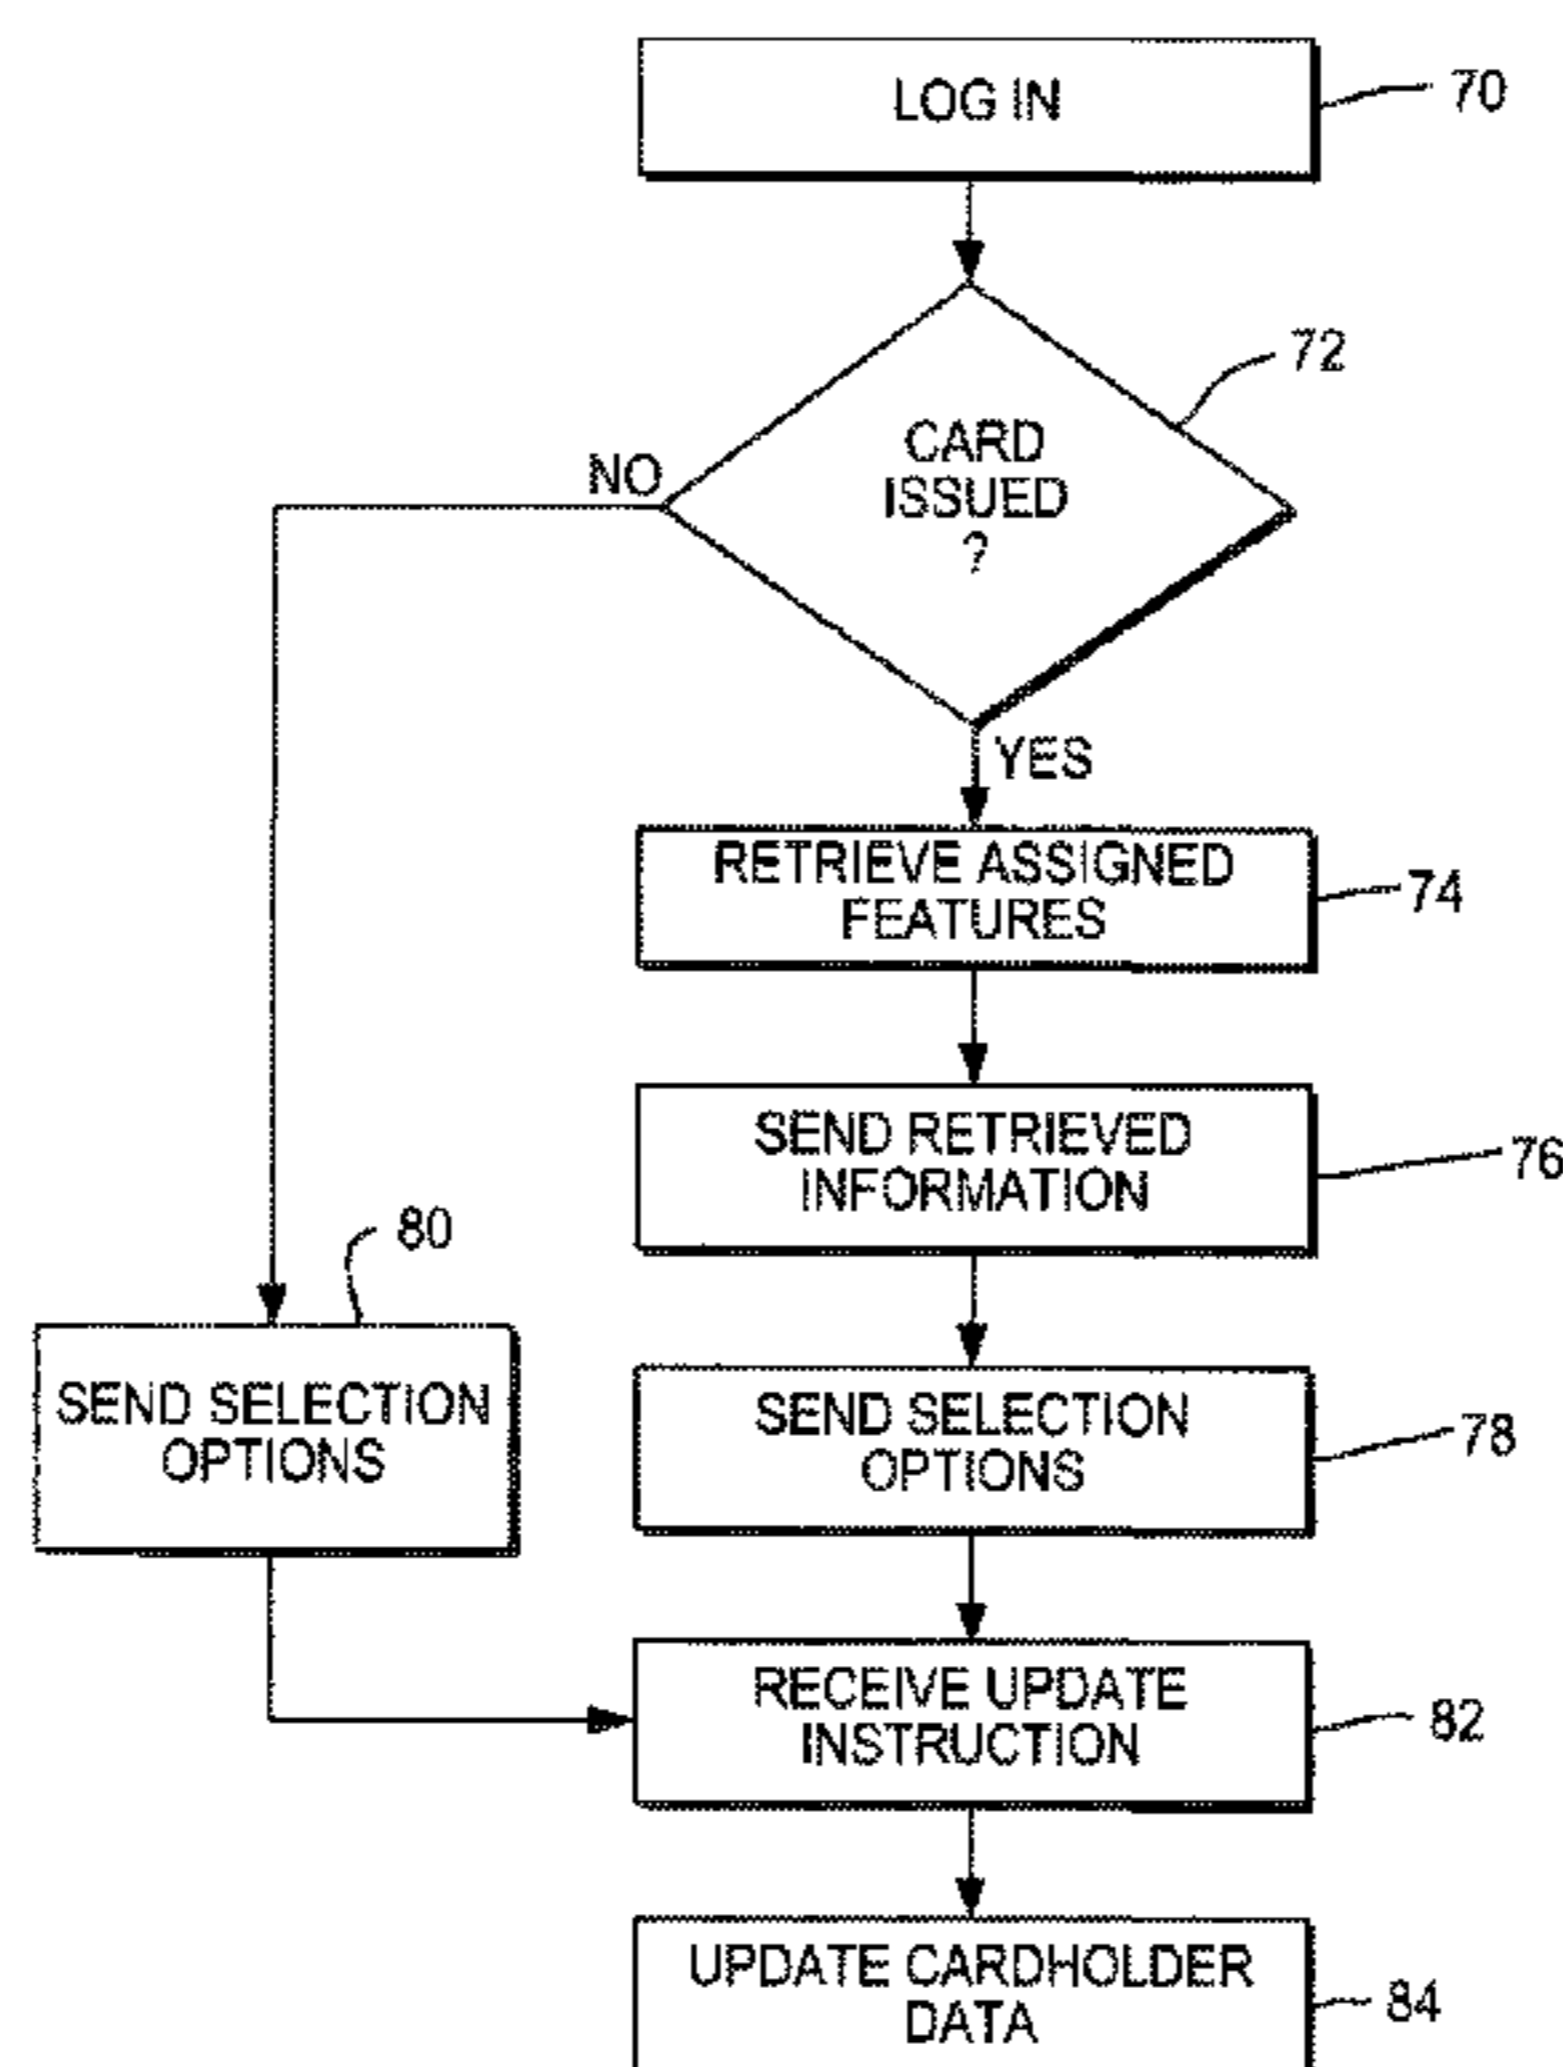 LOG IN
70
72
CARD
ISSUED
?
NO
YES
RETRIEVE ASSIGNED
FEATURES
74
SEND RETRIEVED
INFORMATION
76
80
SEND SELECTION
OPTIONS
SEND SELECTION
OPTIONS
78
RECEIVE UPDATE
INSTRUCTION
82
UPDATE CARDHOLDER
DATA
84